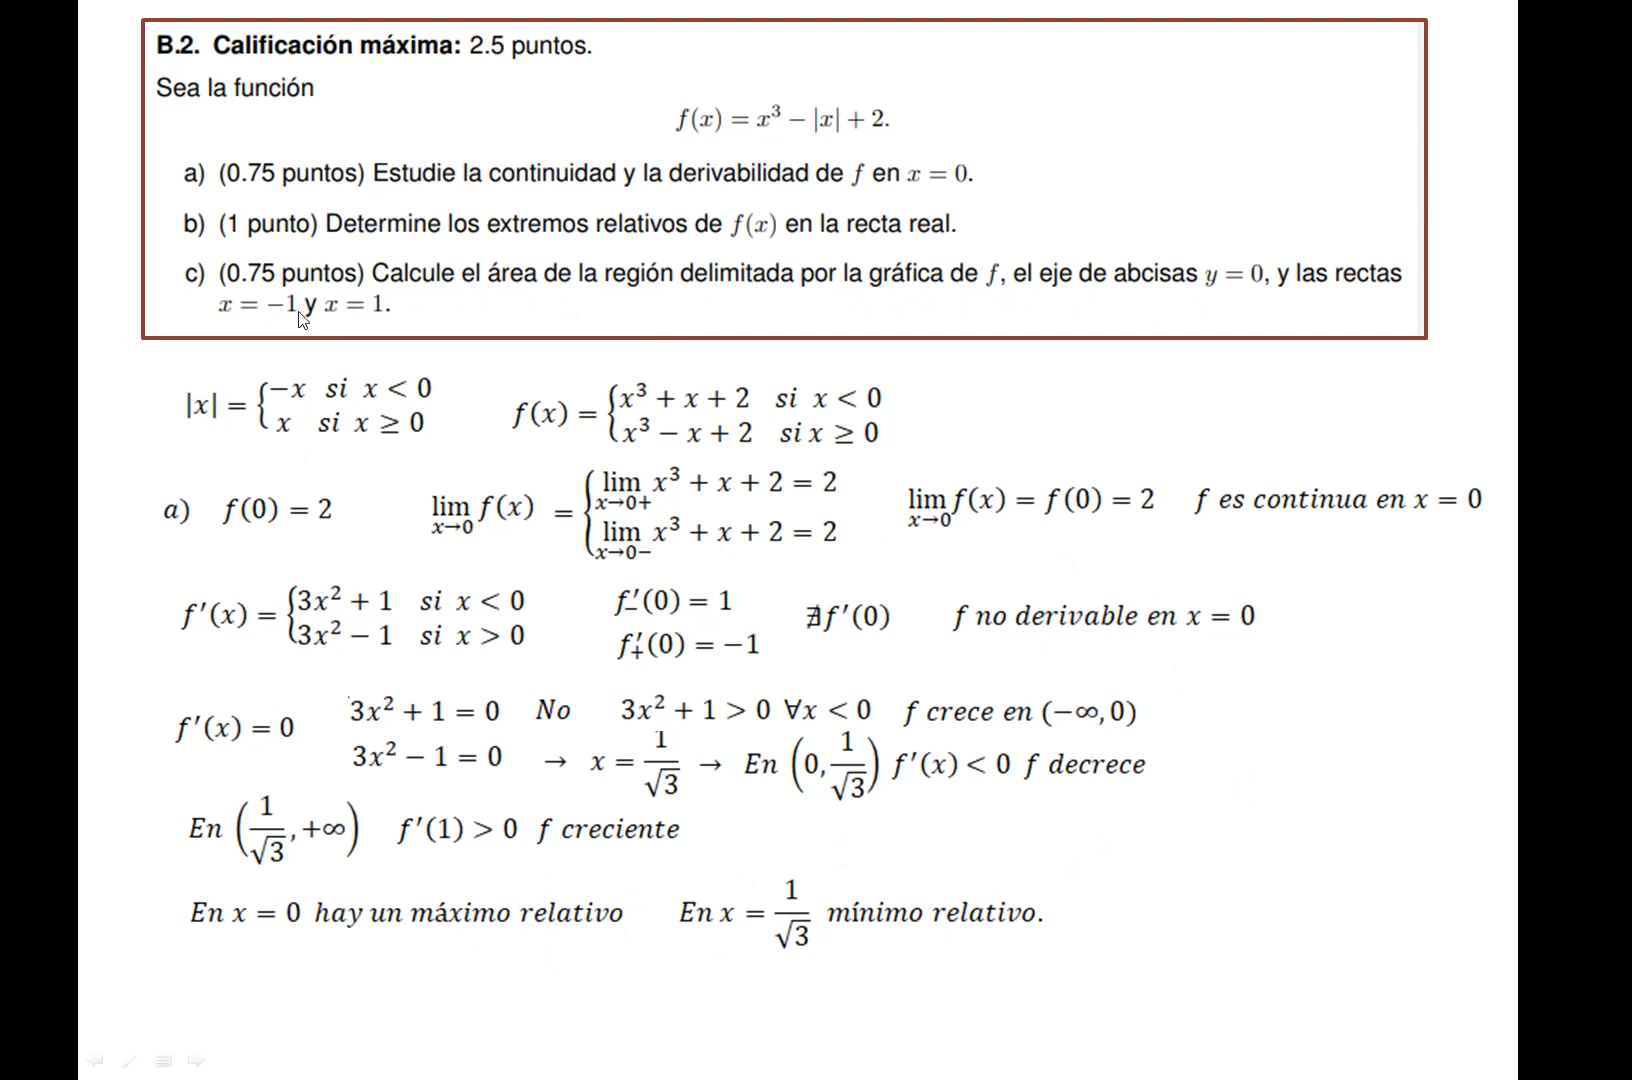 B.2. Calificación máxima: 2.5 puntos.
Sea la función
f(x) = x³ − |x| + 2.
a) (0.75 puntos) Estudie la continuidad y la derivabilidad de f en x = 0.
b) (1 punto) Determine los extremos relativos de f(x) en la recta real.
c) (0.75 puntos) Calcule el área de la región delimitada por la gráfica de f, el eje de abcisas y = 0, y las rectas
x = −1 y x = 1.
|x| = { −x si x < 0
x si x ≥ 0
f(x) = { x³ + x + 2 si x < 0
x³ − x + 2 si x ≥ 0
a) f(0) = 2
lim x→0 f(x) = { lim x→0+ x³ + x + 2 = 2
lim x→0− x³ + x + 2 = 2
lim x→0 f(x) = f(0) = 2 f es continua en x = 0
f′(x) = { 3x² + 1 si x < 0
3x² − 1 si x > 0
f₋′(0) = 1
f₊′(0) = −1
∄f′(0) f no derivable en x = 0
f′(x) = 0
3x² + 1 = 0 No 3x² + 1 > 0 ∀x < 0 f crece en (−∞, 0)
3x² − 1 = 0 → x = 1/√3 → En (0, 1/√3) f′(x) < 0 f decrece
En (1/√3, +∞) f′(1) > 0 f creciente
En x = 0 hay un máximo relativo En x = 1/√3 mínimo relativo.